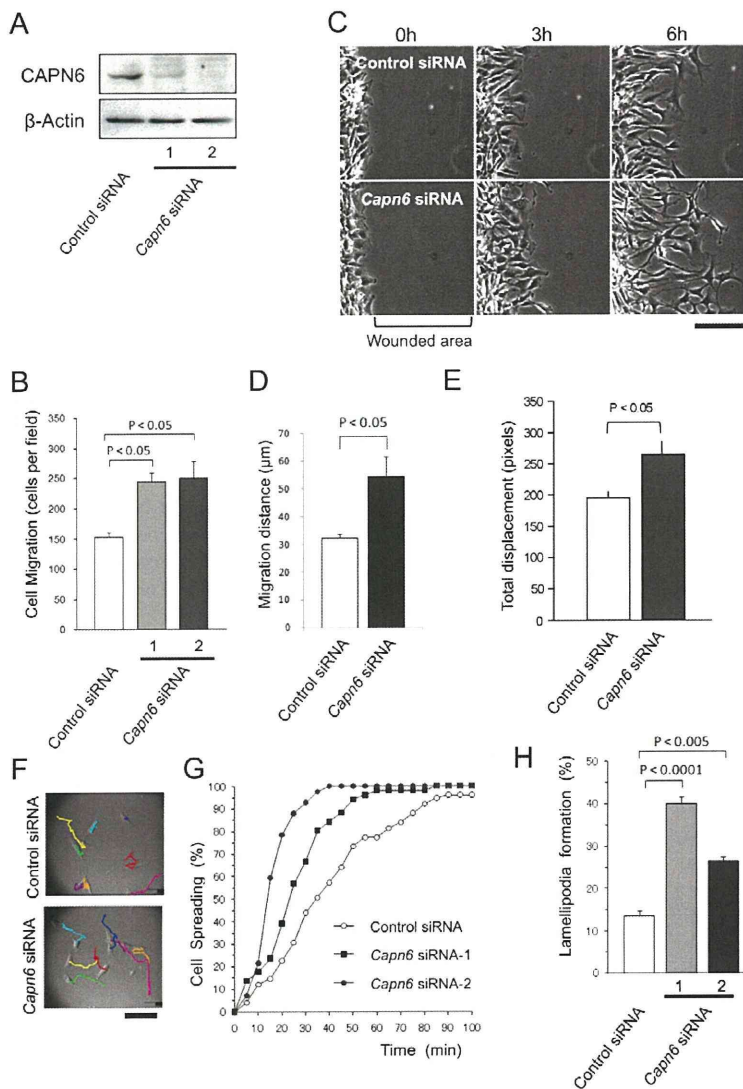 A
CAPN6
β-Actin
1 2
Control siRNA
Capn6 siRNA
C
0h 3h 6h
Control siRNA
Capn6 siRNA
Wounded area
B
Cell Migration (cells per field)
350
300
250
200
150
100
50
0
P < 0.05
P < 0.05
1 2
Control siRNA
Capn6 siRNA
D
Migration distance (μm)
70
60
50
40
30
20
10
0
P < 0.05
Control siRNA
Capn6 siRNA
E
Total displacement (pixels)
350
300
250
200
150
100
50
0
P < 0.05
Control siRNA
Capn6 siRNA
F
Control siRNA
Capn6 siRNA
G
Cell Spreading (%)
100
90
80
70
60
50
40
30
20
10
0
Control siRNA
Capn6 siRNA-1
Capn6 siRNA-2
0 10 20 30 40 50 60 70 80 90 100
Time (min)
H
Lamellipodia formation (%)
50
40
30
20
10
0
P < 0.005
P < 0.0001
1 2
Control siRNA
Capn6 siRNA